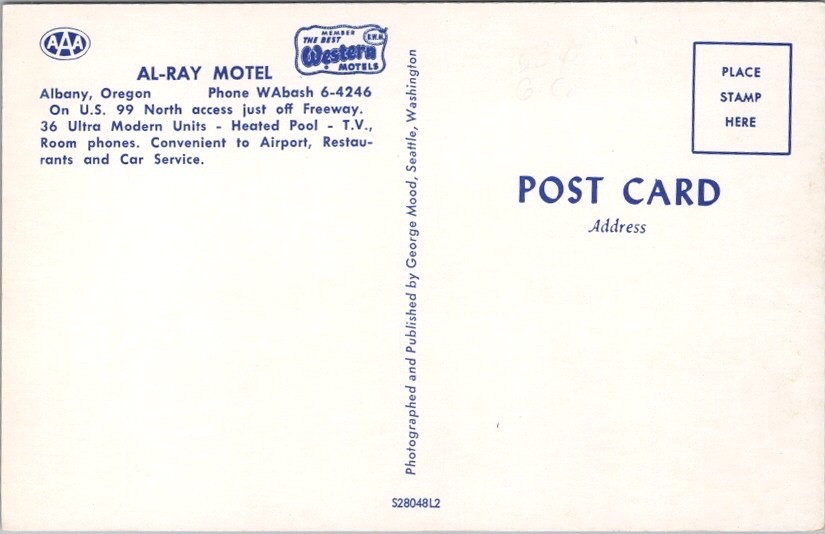 AAA
MEMBER
THE BEST B.W.M.
Western
MOTELS
AL-RAY MOTEL
Albany, Oregon Phone WAbash 6-4246
On U.S. 99 North access just off Freeway.
36 Ultra Modern Units - Heated Pool - T.V.,
Room phones. Convenient to Airport, Restau-
rants and Car Service.
Photographed and Published by George Mood, Seattle, Washington
S28048L2
PLACE
STAMP
HERE
POST CARD
Address